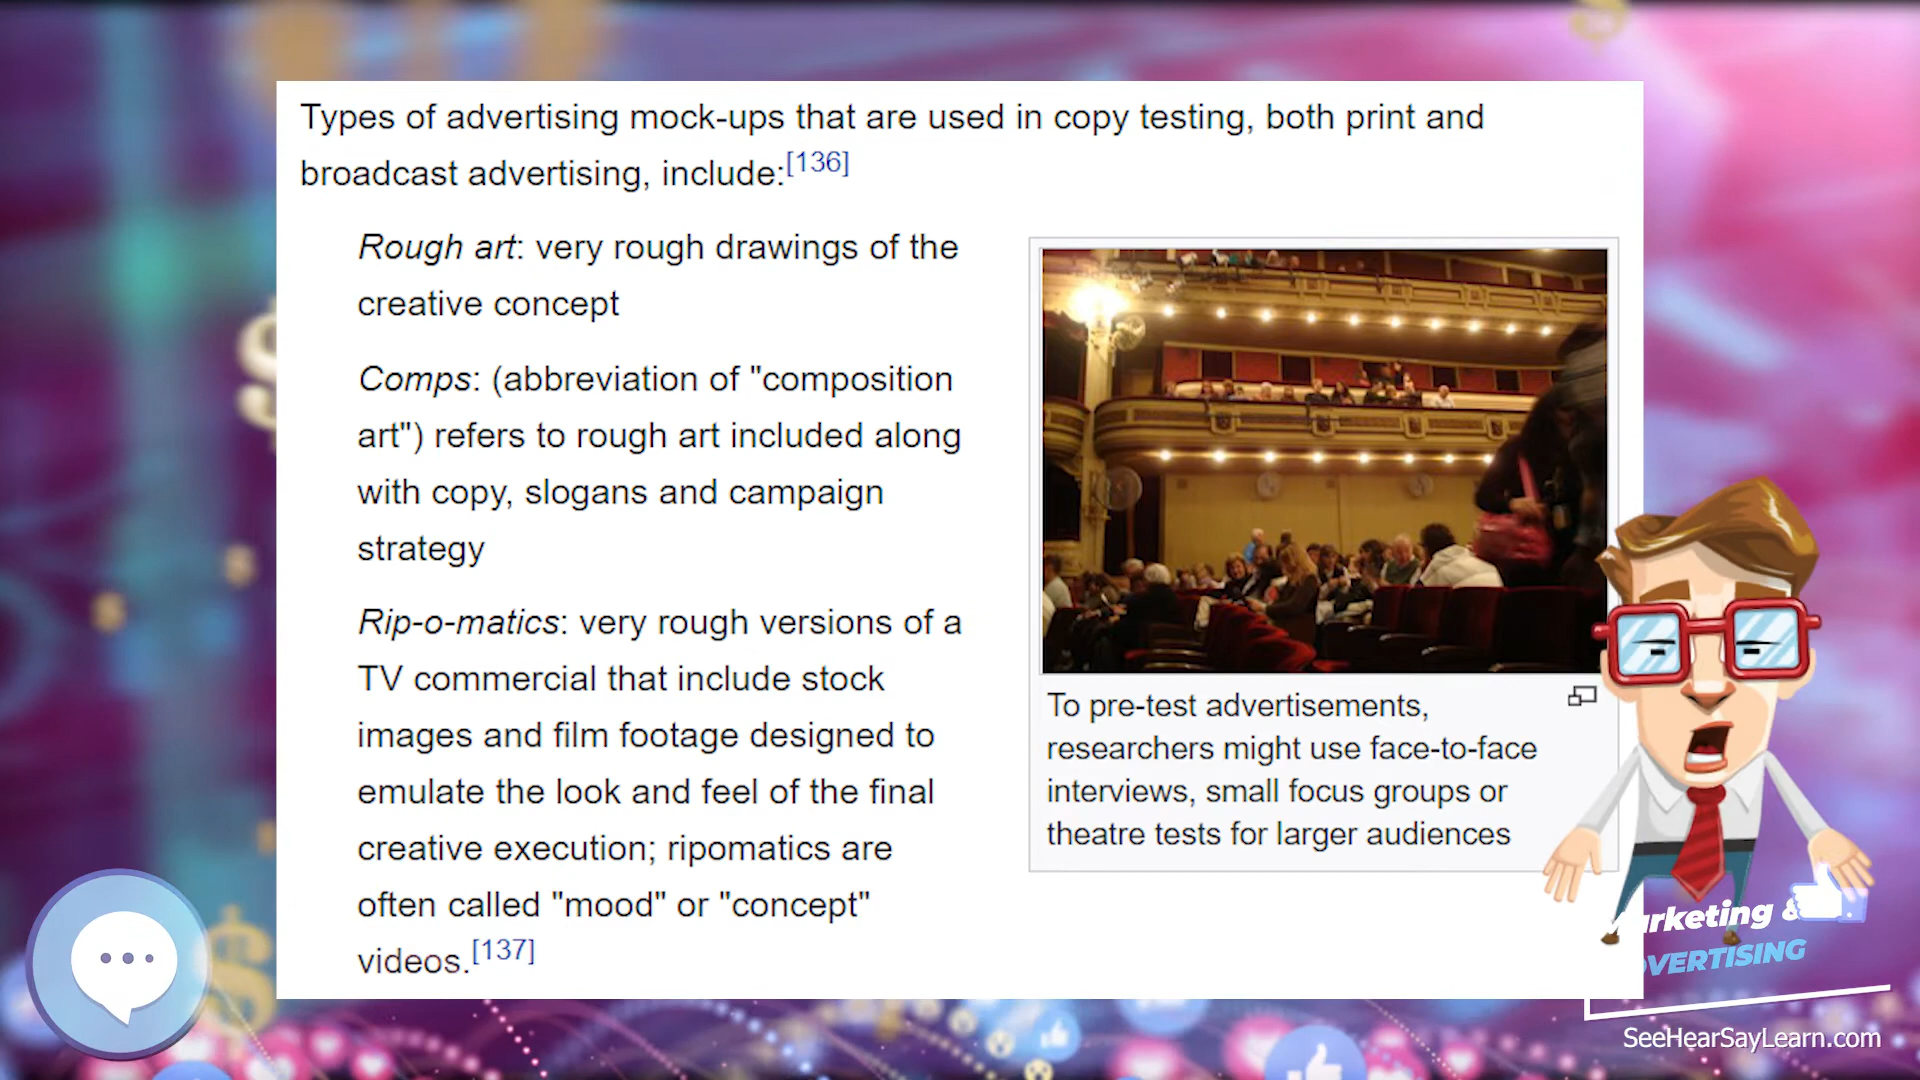 Types of advertising mock-ups that are used in copy testing, both print and
broadcast advertising, include:[136]
Rough art: very rough drawings of the
creative concept
Comps: (abbreviation of "composition
art") refers to rough art included along
with copy, slogans and campaign
strategy
Rip-o-matics: very rough versions of a
TV commercial that include stock
images and film footage designed to
emulate the look and feel of the final
creative execution; ripomatics are
often called "mood" or "concept"
videos.[137]
To pre-test advertisements,
researchers might use face-to-face
interviews, small focus groups or
theatre tests for larger audiences
arketing &
VERTISING
SeeHearSayLearn.com